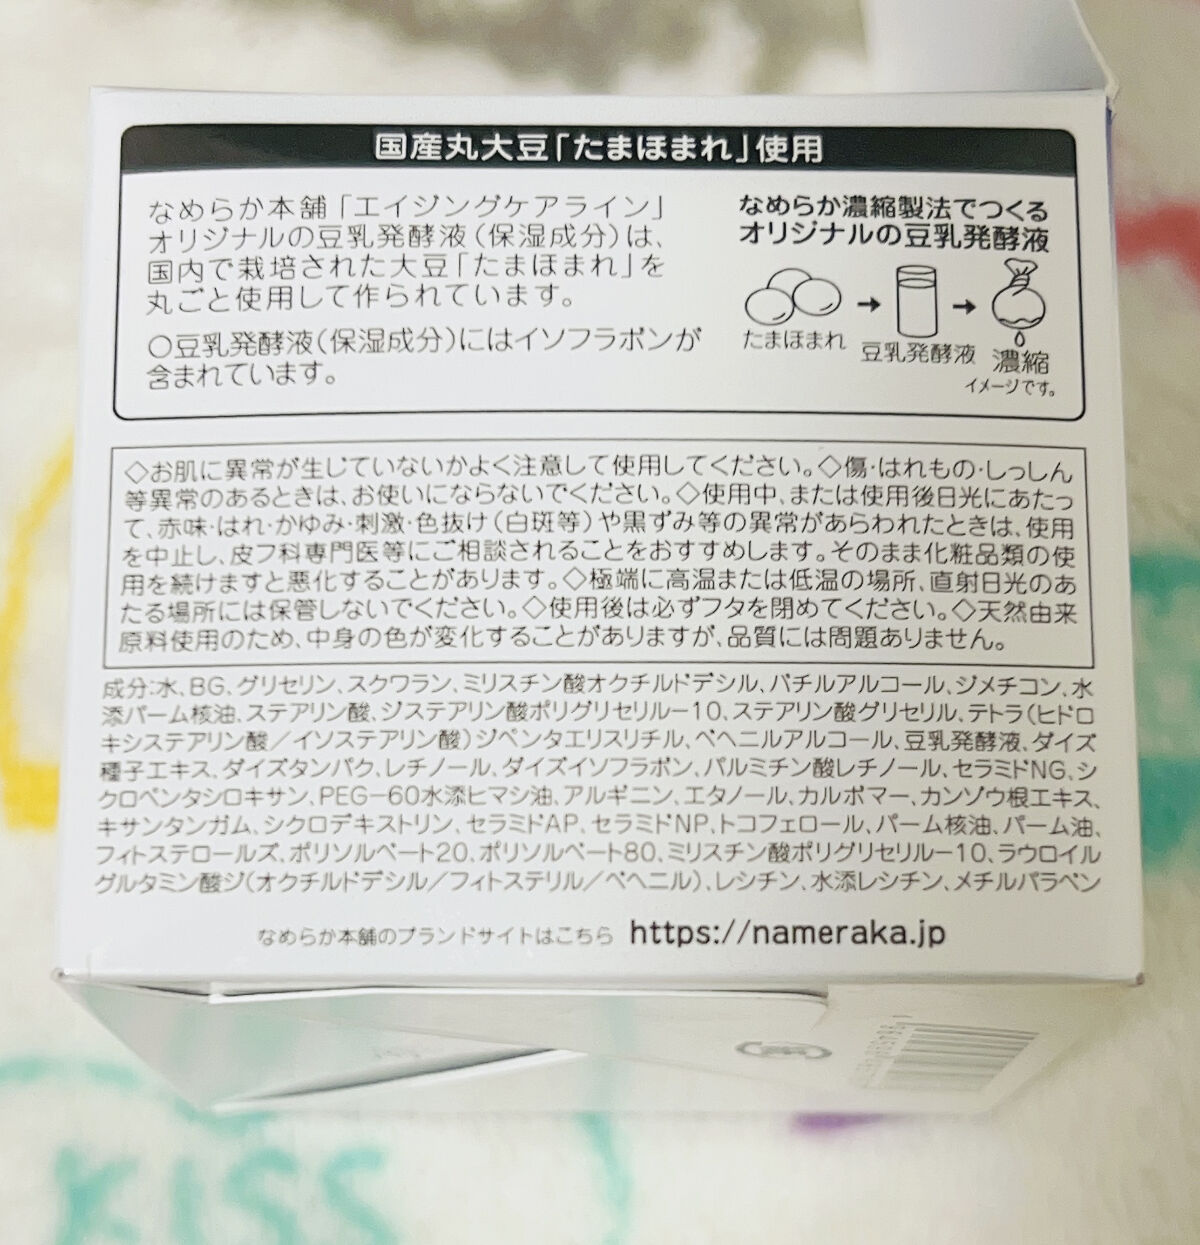 国産丸大豆「たまほまれ」使用
なめらか本舗「エイジングケアライン」
オリジナルの豆乳発酵液(保湿成分)は、
国内で栽培された大豆「たまほまれ」を
丸ごと使用して作られています。
○豆乳発酵液(保湿成分)にはイソフラボンが
含まれています。
なめらか濃縮製法でつくる
オリジナルの豆乳発酵液
たまほまれ
豆乳発酵液
濃縮
イメージです。
◇お肌に異常が生じていないかよく注意して使用してください。◇傷・はれもの・しっしん
等異常のあるときは、お使いにならないでください。◇使用中、または使用後日光にあたっ
て、赤味・はれ・かゆみ・刺激・色抜け(白斑等)や黒ずみ等の異常があらわれたときは、使用
を中止し、皮フ科専門医等にご相談されることをおすすめします。そのまま化粧品類の使
用を続けますと悪化することがあります。◇極端に高温または低温の場所、直射日光のあ
たる場所には保管しないでください。◇使用後は必ずフタを閉めてください。◇天然由来
原料使用のため、中身の色が変化することがありますが、品質には問題ありません。
成分:水、BG、グリセリン、スクワラン、ミリスチン酸オクチルドデシル、バチルアルコール、ジメチコン、水
添パーム核油、ステアリン酸、ジステアリン酸ポリグリセリル-10、ステアリン酸グリセリル、テトラ(ヒドロ
キシステアリン酸/イソステアリン酸)ジペンタエリスリチル、ベヘニルアルコール、豆乳発酵液、ダイズ
種子エキス、ダイズタンパク、レチノール、ダイズイソフラボン、パルミチン酸レチノール、セラミドNG、シ
クロペンタシロキサン、PEG-60水添ヒマシ油、アルギニン、エタノール、カルボマー、カンゾウ根エキス、
キサンタンガム、シクロデキストリン、セラミドAP、セラミドNP、トコフェロール、パーム核油、パーム油、
フィトステロールズ、ポリソルベート20、ポリソルベート80、ミリスチン酸ポリグリセリル-10、ラウロイル
グルタミン酸ジ(オクチルドデシル/フィトステリル/ベヘニル)、レシチン、水添レシチン、メチルパラベン
なめらか本舗のブランドサイトはこちら https://nameraka.jp
KISS